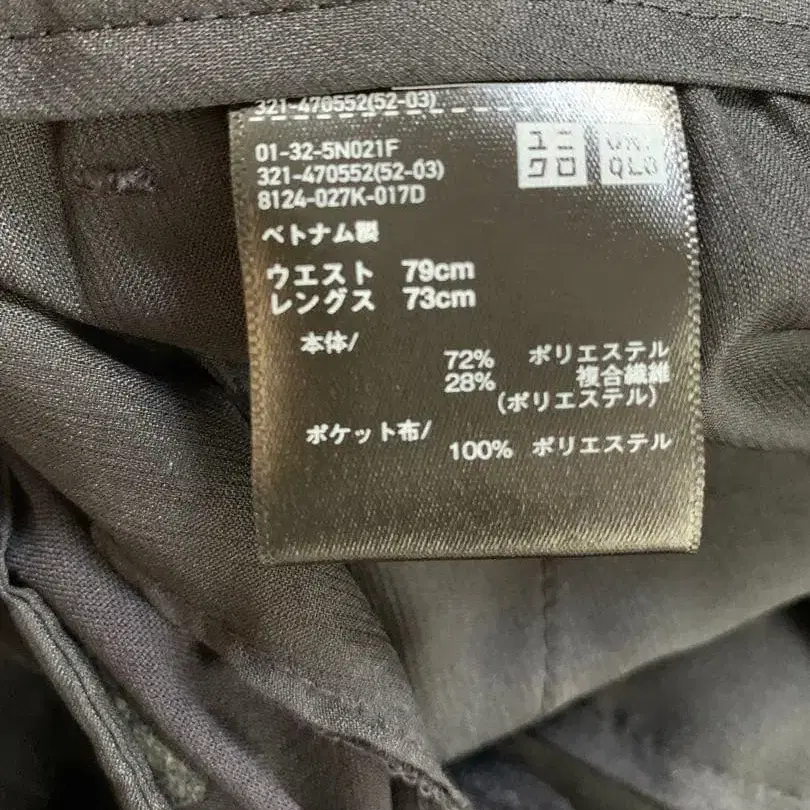 321-470552(52-03)
01-32-5N021F
321-470552(52-03)
8124-027K-017D
ユニ
クロ
UNI
QLO
ベトナム製
ウエスト 79cm
レングス 73cm
本体/
72% ポリエステル
28% 複合繊維
(ポリエステル)
ポケット布/
100% ポリエステル